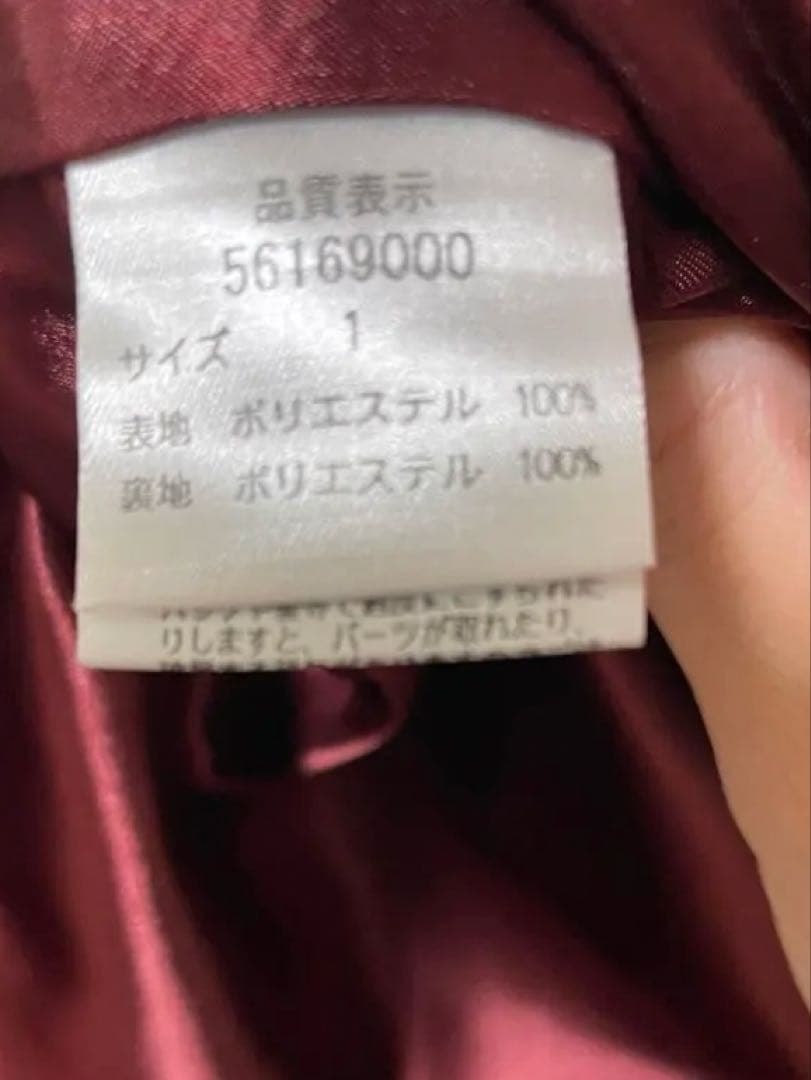 品質表示
56169000
サイズ 1
表地 ポリエステル 100%
裏地 ポリエステル 100%
りしますと、パーツが取れたり、